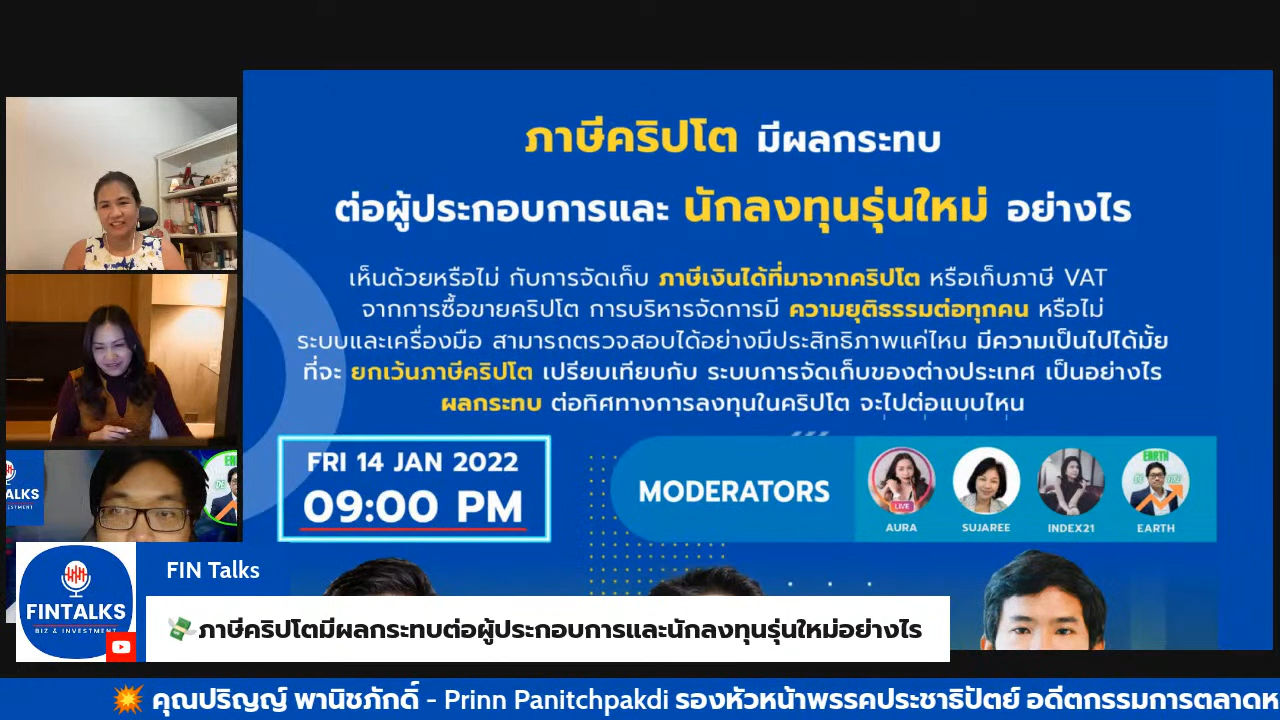 ภาษีคริปโต มีผลกระทบ
ต่อผู้ประกอบการและ นักลงทุนรุ่นใหม่ อย่างไร
เห็นด้วยหรือไม่ กับการจัดเก็บ ภาษีเงินได้ที่มาจากคริปโต หรือเก็บภาษี VAT
จากการซื้อขายคริปโต การบริหารจัดการมี ความยุติธรรมต่อทุกคน หรือไม่
ระบบและเครื่องมือ สามารถตรวจสอบได้อย่างมีประสิทธิภาพแค่ไหน มีความเป็นไปได้มั้ย
ที่จะ ยกเว้นภาษีคริปโต เปรียบเทียบกับ ระบบการจัดเก็บของต่างประเทศ เป็นอย่างไร
ผลกระทบ ต่อทิศทางการลงทุนในคริปโต จะไปต่อแบบไหน
FRI 14 JAN 2022
09:00 PM
MODERATORS
LIVE
EARTH
AURA
SUJAREE
INDEX21
EARTH
FIN Talks
FINTALKS
BIZ & INVESTMENT
💸ภาษีคริปโตมีผลกระทบต่อผู้ประกอบการและนักลงทุนรุ่นใหม่อย่างไร
💥 คุณปริญญ์ พานิชภักดิ์ - Prinn Panitchpakdi รองหัวหน้าพรรคประชาธิปัตย์ อดีตกรรมการตลาดห